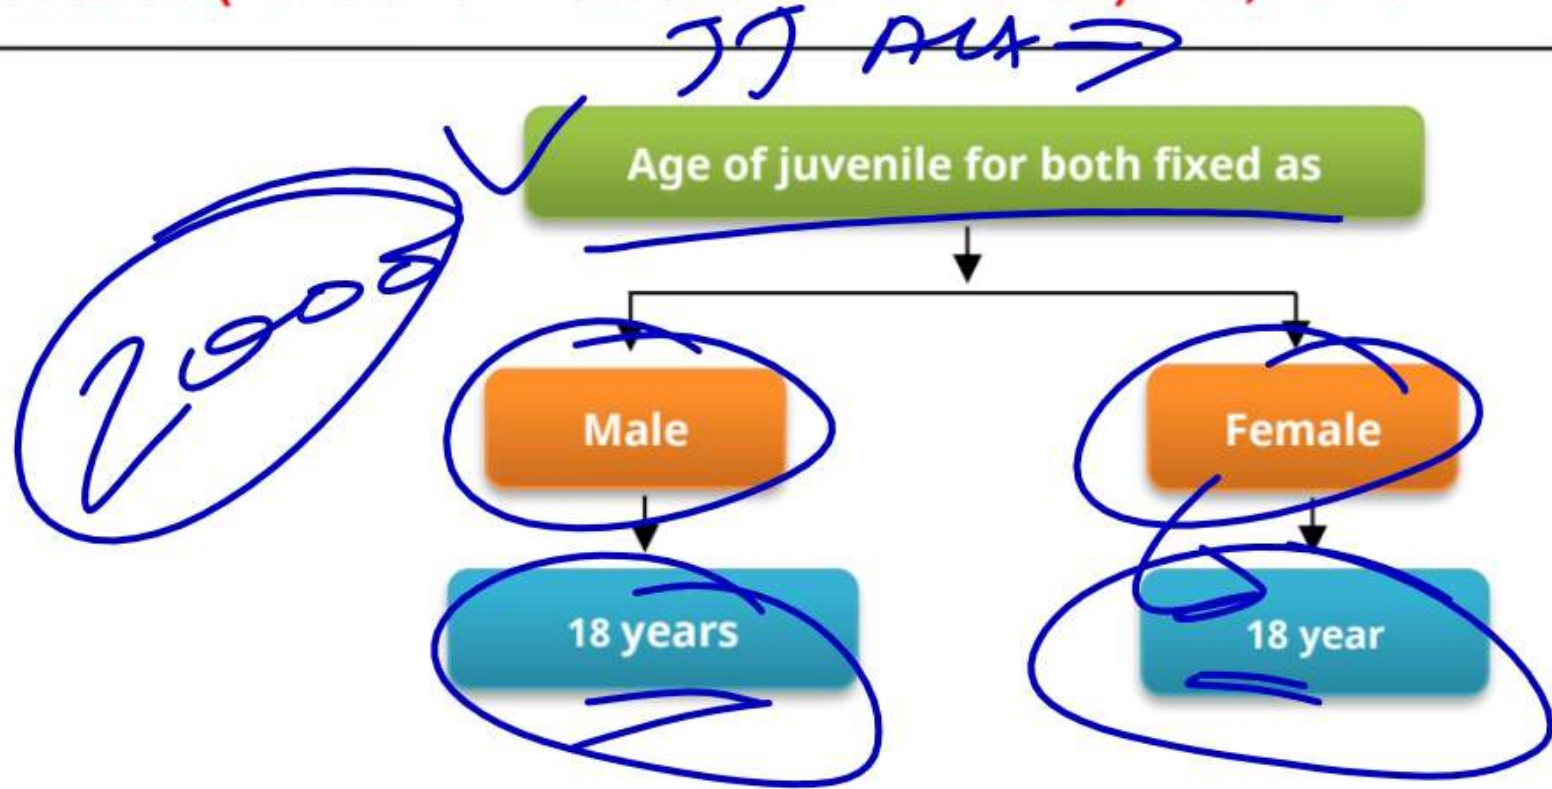 JJ Act
Age of juvenile for both fixed as
2000
Male Female
18 years 18 year